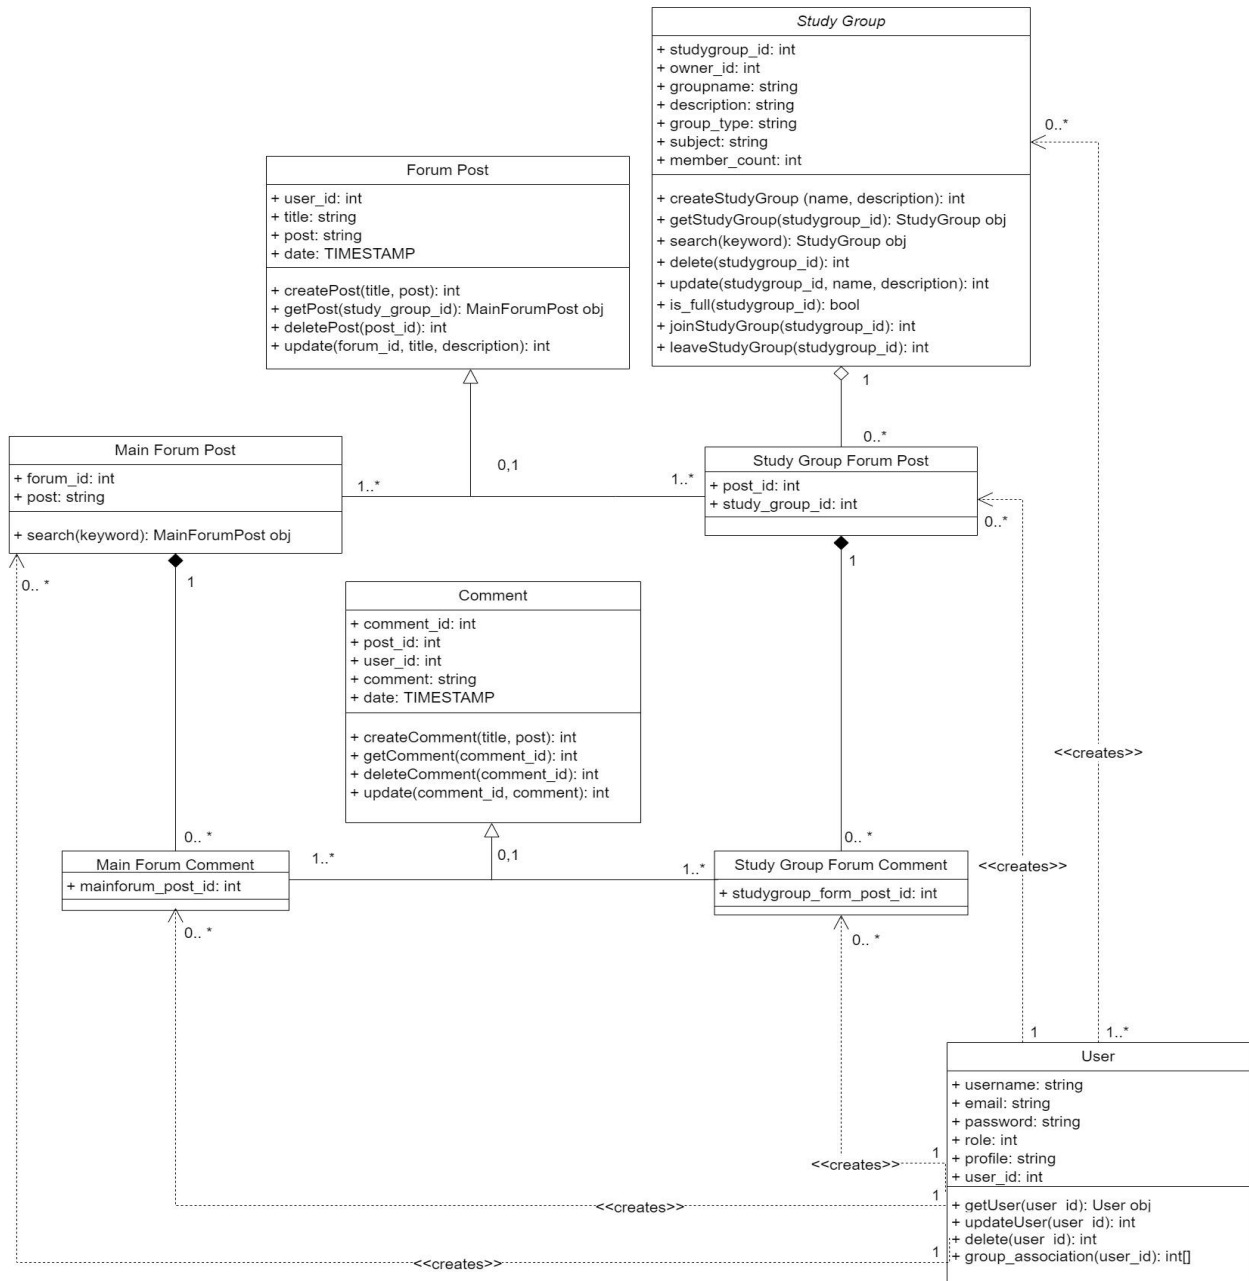 Study Group
+ studygroup_id: int
+ owner_id: int
+ groupname: string
+ description: string
+ group_type: string
+ subject: string
+ member_count: int
+ createStudyGroup (name, description): int
+ getStudyGroup(studygroup_id): StudyGroup obj
+ search(keyword): StudyGroup obj
+ delete(studygroup_id): int
+ update(studygroup_id, name, description): int
+ is_full(studygroup_id): bool
+ joinStudyGroup(studygroup_id): int
+ leaveStudyGroup(studygroup_id): int
0..*
Forum Post
+ user_id: int
+ title: string
+ post: string
+ date: TIMESTAMP
+ createPost(title, post): int
+ getPost(study_group_id): MainForumPost obj
+ deletePost(post_id): int
+ update(forum_id, title, description): int
1
0..*
Main Forum Post
+ forum_id: int
+ post: string
+ search(keyword): MainForumPost obj
1..*
0,1
1..*
Study Group Forum Post
+ post_id: int
+ study_group_id: int
0..*
0.. *
1
1
Comment
+ comment_id: int
+ post_id: int
+ user_id: int
+ comment: string
+ date: TIMESTAMP
+ createComment(title, post): int
+ getComment(comment_id): int
+ deleteComment(comment_id): int
+ update(comment_id, comment): int
<<creates>>
0.. *
0.. *
Main Forum Comment
+ mainforum_post_id: int
1..*
0,1
1..*
Study Group Forum Comment
+ studygroup_form_post_id: int
<<creates>>
0.. *
0.. *
1
1..*
User
+ username: string
+ email: string
+ password: string
+ role: int
+ profile: string
+ user_id: int
+ getUser(user_id): User obj
+ updateUser(user_id): int
+ delete(user_id): int
+ group_association(user_id): int[]
1
<<creates>>
1
<<creates>>
1
<<creates>>